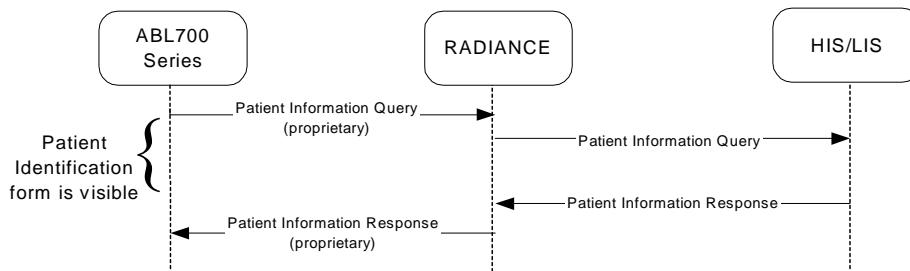 ABL700
Series
RADIANCE
HIS/LIS
Patient Information Query
(proprietary)
Patient Information Query
Patient
Identification
form is visible
Patient Information Response
Patient Information Response
(proprietary)